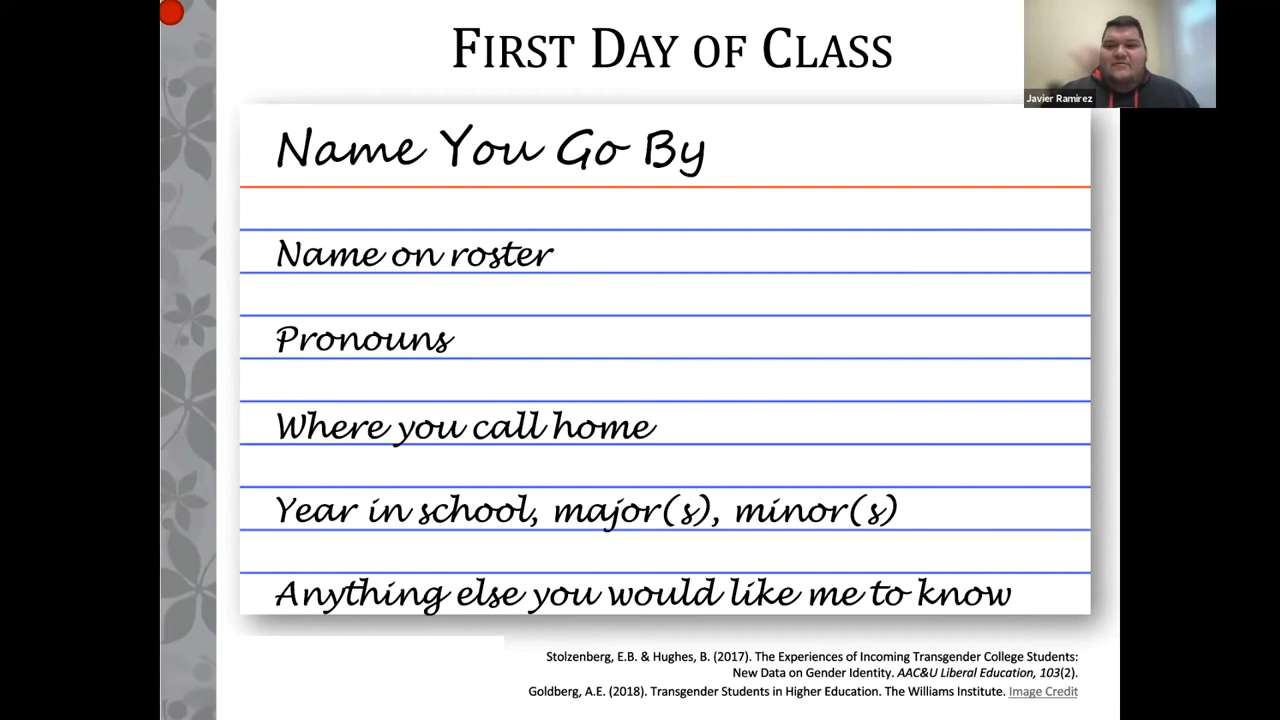 FIRST DAY OF CLASS
Javier Ramirez
Name You Go By
Name on roster
Pronouns
Where you call home
Year in school, major(s), minor(s)
Anything else you would like me to know
Stolzenberg, E.B. & Hughes, B. (2017). The Experiences of Incoming Transgender College Students:
New Data on Gender Identity. AAC&U Liberal Education, 103(2).
Goldberg, A.E. (2018). Transgender Students in Higher Education. The Williams Institute. Image Credit